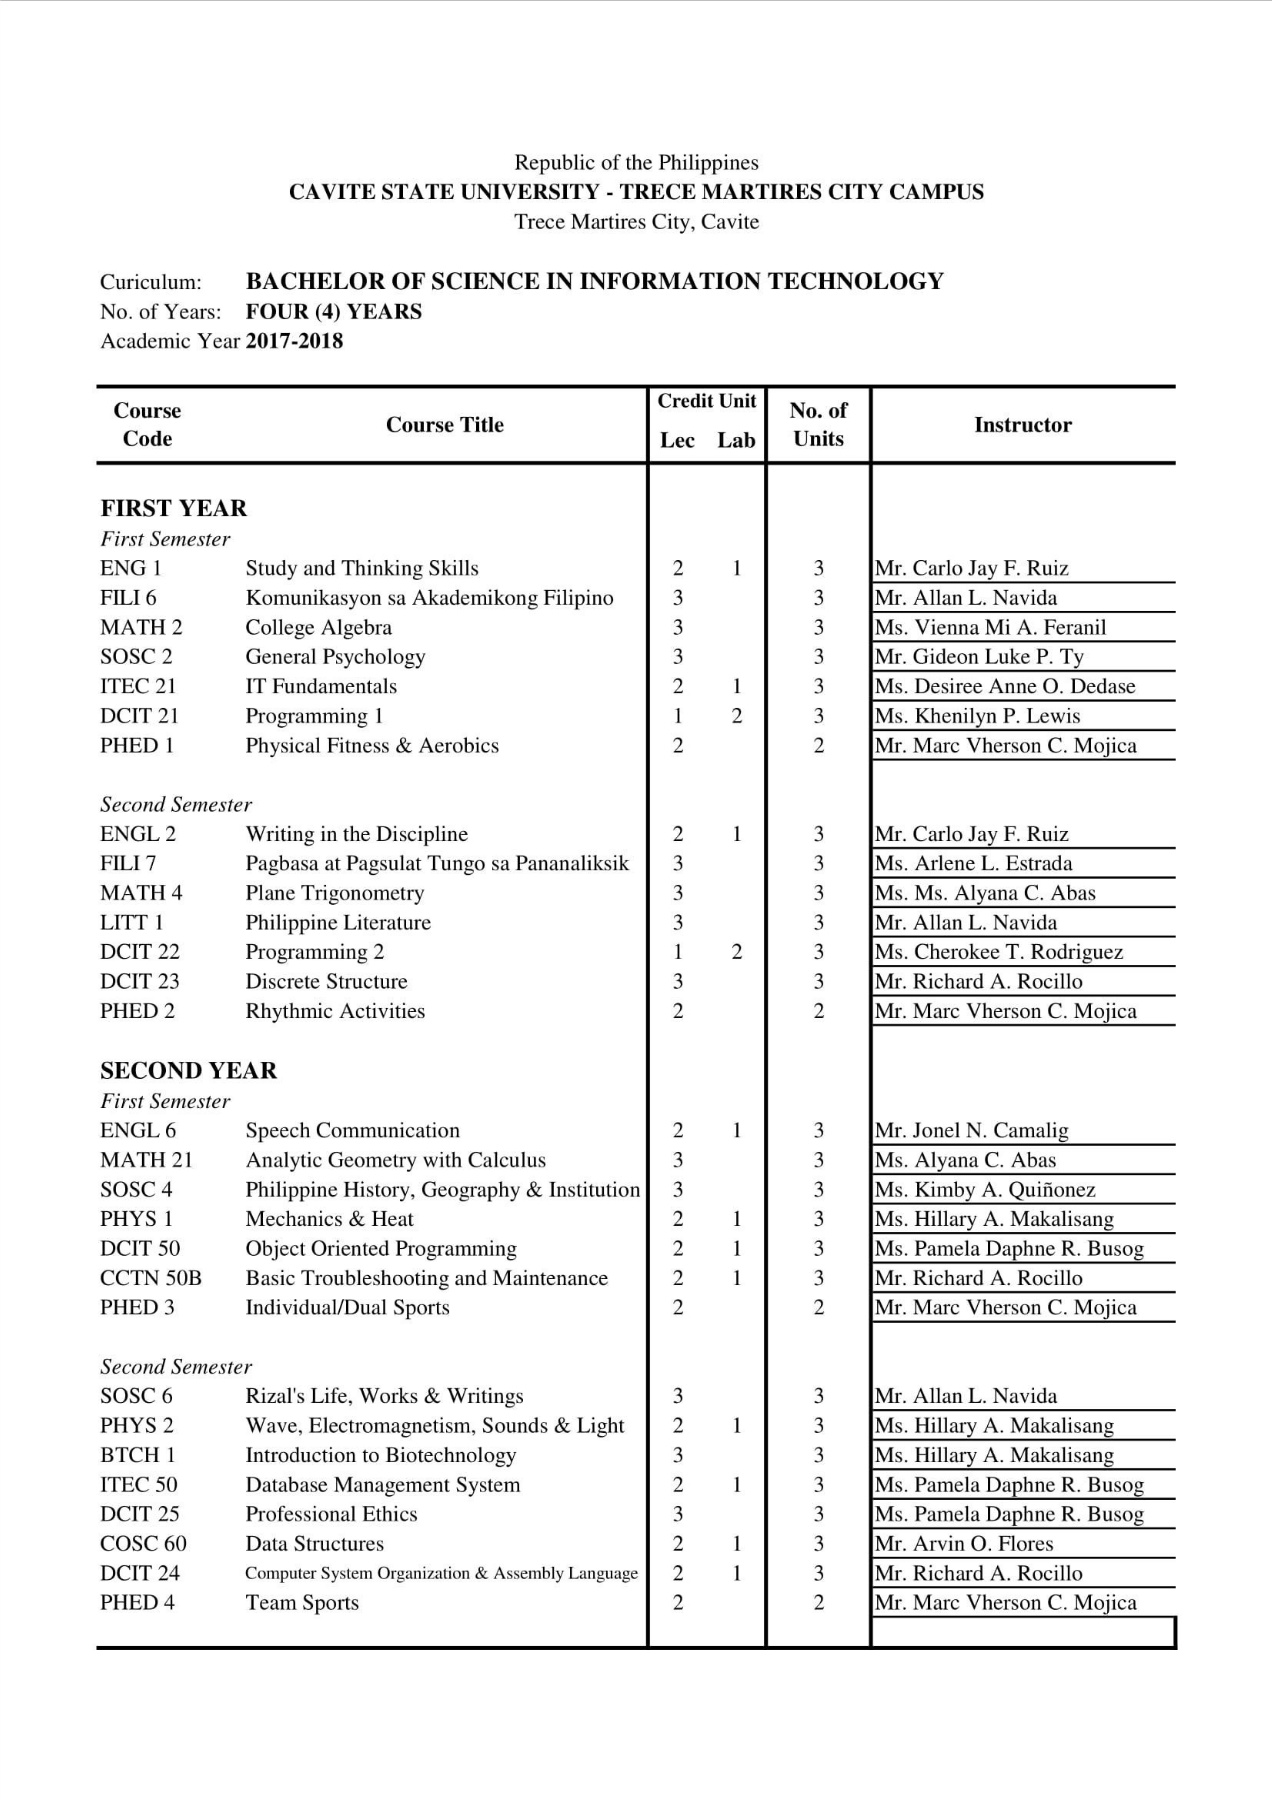 Republic of the Philippines
CAVITE STATE UNIVERSITY - TRECE MARTIRES CITY CAMPUS
Trece Martires City, Cavite
Curiculum: BACHELOR OF SCIENCE IN INFORMATION TECHNOLOGY
No. of Years: FOUR (4) YEARS
Academic Year 2017-2018
Course Code Course Title Credit Unit Lec Lab No. of Units Instructor
FIRST YEAR
First Semester
ENG 1 Study and Thinking Skills 2 1 3 Mr. Carlo Jay F. Ruiz
FILI 6 Komunikasyon sa Akademikong Filipino 3 3 Mr. Allan L. Navida
MATH 2 College Algebra 3 3 Ms. Vienna Mi A. Feranil
SOSC 2 General Psychology 3 3 Mr. Gideon Luke P. Ty
ITEC 21 IT Fundamentals 2 1 3 Ms. Desiree Anne O. Dedase
DCIT 21 Programming 1 1 2 3 Ms. Khenilyn P. Lewis
PHED 1 Physical Fitness & Aerobics 2 2 Mr. Marc Vherson C. Mojica
Second Semester
ENGL 2 Writing in the Discipline 2 1 3 Mr. Carlo Jay F. Ruiz
FILI 7 Pagbasa at Pagsulat Tungo sa Pananaliksik 3 3 Ms. Arlene L. Estrada
MATH 4 Plane Trigonometry 3 3 Ms. Ms. Alyana C. Abas
LITT 1 Philippine Literature 3 3 Mr. Allan L. Navida
DCIT 22 Programming 2 1 2 3 Ms. Cherokee T. Rodriguez
DCIT 23 Discrete Structure 3 3 Mr. Richard A. Rocillo
PHED 2 Rhythmic Activities 2 2 Mr. Marc Vherson C. Mojica
SECOND YEAR
First Semester
ENGL 6 Speech Communication 2 1 3 Mr. Jonel N. Camalig
MATH 21 Analytic Geometry with Calculus 3 3 Ms. Alyana C. Abas
SOSC 4 Philippine History, Geography & Institution 3 3 Ms. Kimby A. Quiñonez
PHYS 1 Mechanics & Heat 2 1 3 Ms. Hillary A. Makalisang
DCIT 50 Object Oriented Programming 2 1 3 Ms. Pamela Daphne R. Busog
CCTN 50B Basic Troubleshooting and Maintenance 2 1 3 Mr. Richard A. Rocillo
PHED 3 Individual/Dual Sports 2 2 Mr. Marc Vherson C. Mojica
Second Semester
SOSC 6 Rizal's Life, Works & Writings 3 3 Mr. Allan L. Navida
PHYS 2 Wave, Electromagnetism, Sounds & Light 2 1 3 Ms. Hillary A. Makalisang
BTCH 1 Introduction to Biotechnology 3 3 Ms. Hillary A. Makalisang
ITEC 50 Database Management System 2 1 3 Ms. Pamela Daphne R. Busog
DCIT 25 Professional Ethics 3 3 Ms. Pamela Daphne R. Busog
COSC 60 Data Structures 2 1 3 Mr. Arvin O. Flores
DCIT 24 Computer System Organization & Assembly Language 2 1 3 Mr. Richard A. Rocillo
PHED 4 Team Sports 2 2 Mr. Marc Vherson C. Mojica